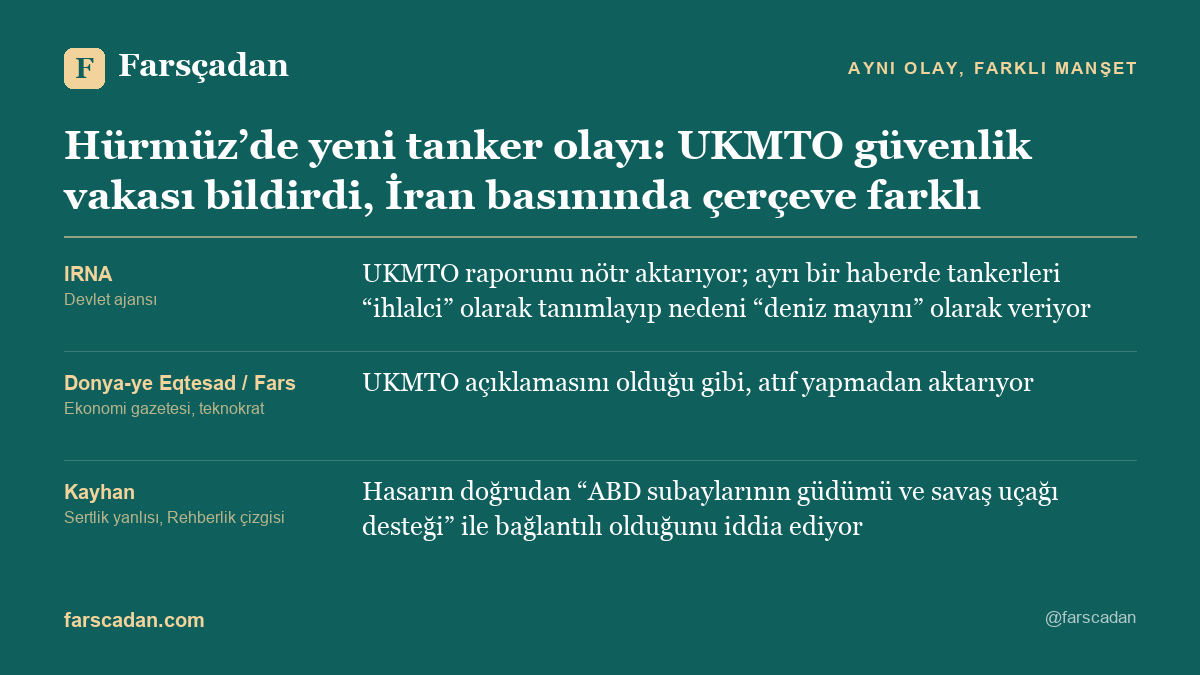 F Farsçadan
AYNI OLAY, FARKLI MANŞET
Hürmüz’de yeni tanker olayı: UKMTO güvenlik
vakası bildirdi, İran basınında çerçeve farklı
IRNA
Devlet ajansı
UKMTO raporunu nötr aktarıyor; ayrı bir haberde tankerleri
“ihlalci” olarak tanımlayıp nedeni “deniz mayını” olarak veriyor
Donya-ye Eqtesad / Fars
Ekonomi gazetesi, teknokrat
UKMTO açıklamasını olduğu gibi, atıf yapmadan aktarıyor
Kayhan
Sertlik yanlısı, Rehberlik çizgisi
Hasarın doğrudan “ABD subaylarının güdümü ve savaş uçağı
desteği” ile bağlantılı olduğunu iddia ediyor
farscadan.com
@farscadan